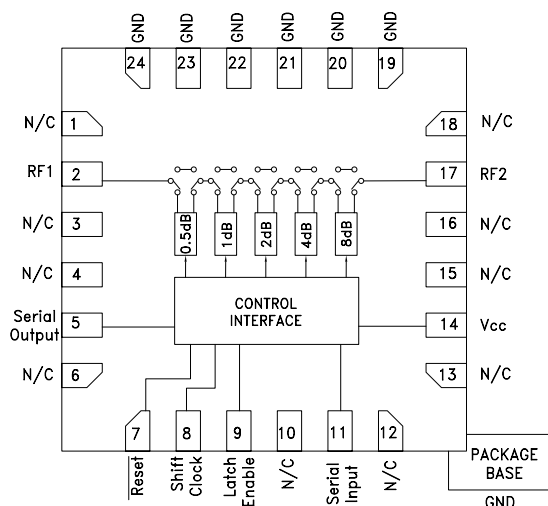 GND GND GND GND GND GND
24 23 22 21 20 19
N/C 1 18 N/C
RF1 2 17 RF2
N/C 3 0.5dB 1dB 2dB 4dB 8dB 16 N/C
N/C 4 15 N/C
Serial
Output 5 CONTROL
INTERFACE 14 Vcc
N/C 6 13 N/C
7 8 9 10 11 12
Reset
Shift
Clock
Latch
Enable
N/C
Serial
Input
N/C
PACKAGE
BASE
GND